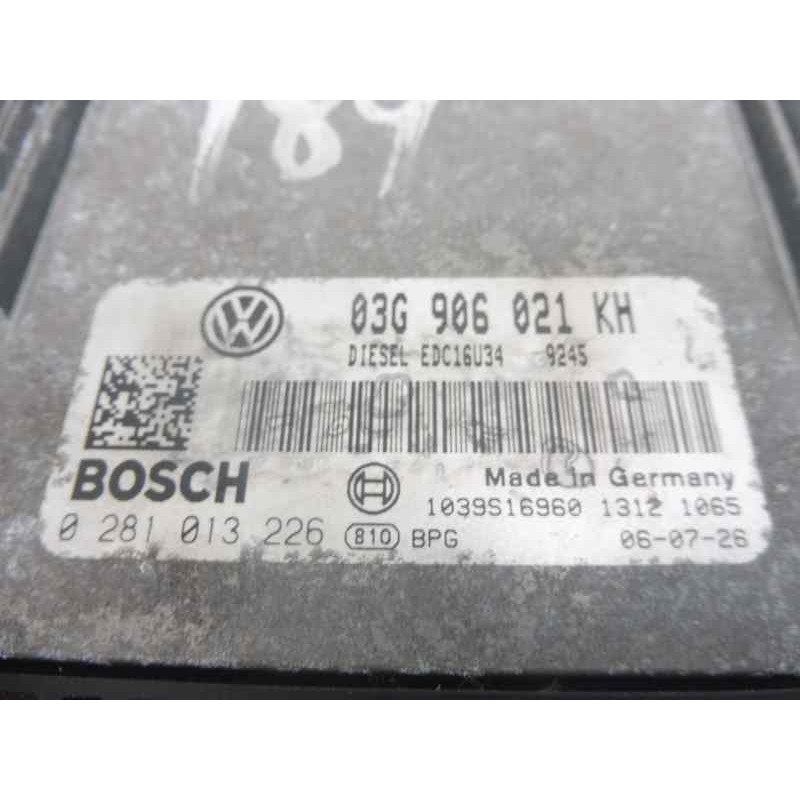 189
03G 906 021 KH
DIESEL EDC16U34 9245
BOSCH
Made in Germany
1039S16960 1312 1065
0 281 013 226 810 BPG 06-07-26